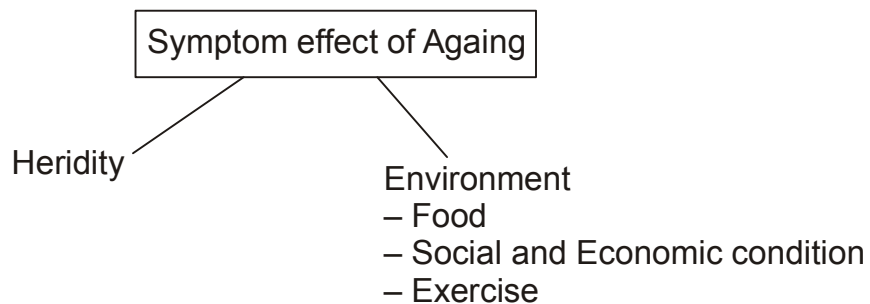 Symptom effect of Againg
Heridity
Environment
– Food
– Social and Economic condition
– Exercise